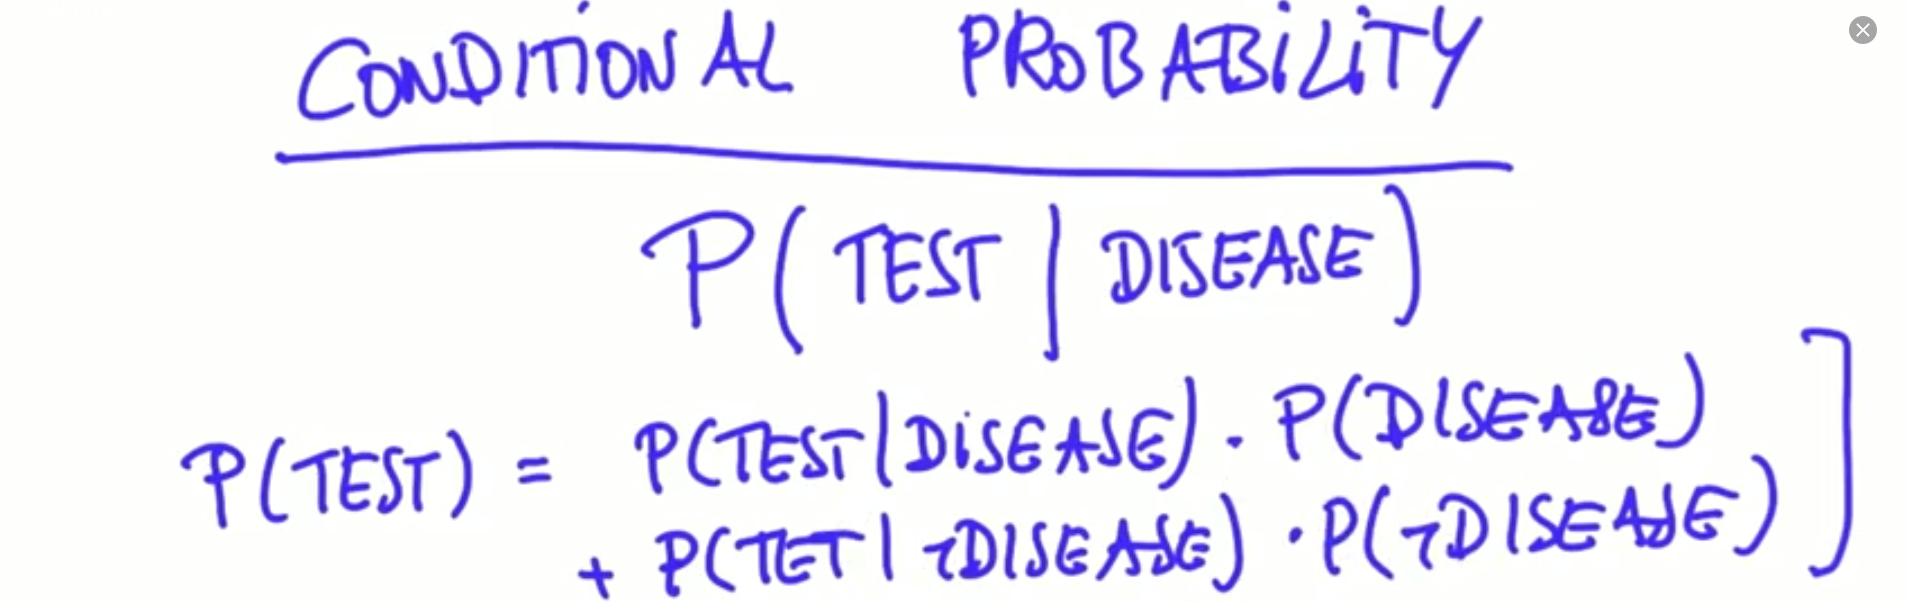 CONDITIONAL PROBABILITY
P(TEST | DISEASE)
P(TEST) = P(TEST|DISEASE) · P(DISEASE)
+ P(TET | ¬DISEASE) · P(¬DISEASE)